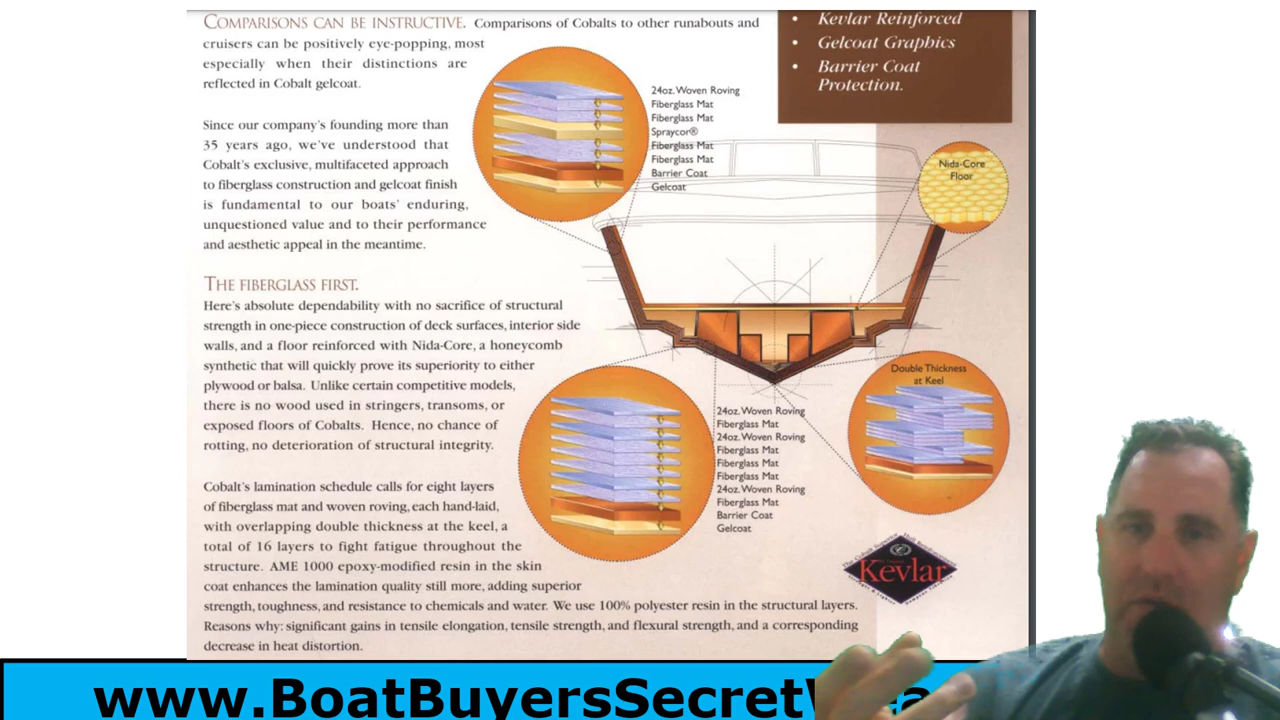 COMPARISONS CAN BE INSTRUCTIVE. Comparisons of Cobalts to other runabouts and
cruisers can be positively eye-popping, most
especially when their distinctions are
reflected in Cobalt gelcoat.
Since our company's founding more than
35 years ago, we've understood that
Cobalt's exclusive, multifaceted approach
to fiberglass construction and gelcoat finish
is fundamental to our boats' enduring,
unquestioned value and to their performance
and aesthetic appeal in the meantime.
THE FIBERGLASS FIRST.
Here's absolute dependability with no sacrifice of structural
strength in one-piece construction of deck surfaces, interior side
walls, and a floor reinforced with Nida-Core, a honeycomb
synthetic that will quickly prove its superiority to either
plywood or balsa. Unlike certain competitive models,
there is no wood used in stringers, transoms, or
exposed floors of Cobalts. Hence, no chance of
rotting, no deterioration of structural integrity.
Cobalt's lamination schedule calls for eight layers
of fiberglass mat and woven roving, each hand-laid,
with overlapping double thickness at the keel, a
total of 16 layers to fight fatigue throughout the
structure. AME 1000 epoxy-modified resin in the skin
coat enhances the lamination quality still more, adding superior
strength, toughness, and resistance to chemicals and water. We use 100% polyester resin in the structural layers.
Reasons why: significant gains in tensile elongation, tensile strength, and flexural strength, and a corresponding
decrease in heat distortion.
24oz. Woven Roving
Fiberglass Mat
Fiberglass Mat
Spraycor®
Fiberglass Mat
Fiberglass Mat
Barrier Coat
Gelcoat
• Kevlar Reinforced
• Gelcoat Graphics
• Barrier Coat
Protection.
Nida-Core
Floor
Double Thickness
at Keel
24oz. Woven Roving
Fiberglass Mat
24oz. Woven Roving
Fiberglass Mat
Fiberglass Mat
Fiberglass Mat
24oz. Woven Roving
Fiberglass Mat
Barrier Coat
Gelcoat
Kevlar
www.BoatBuyersSecret